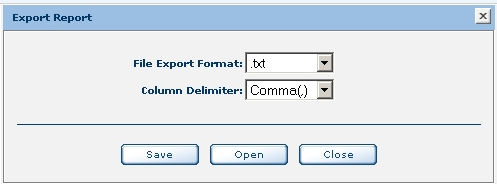 Export Report
File Export Format: .txt
Column Delimiter: Comma(,)
Save Open Close